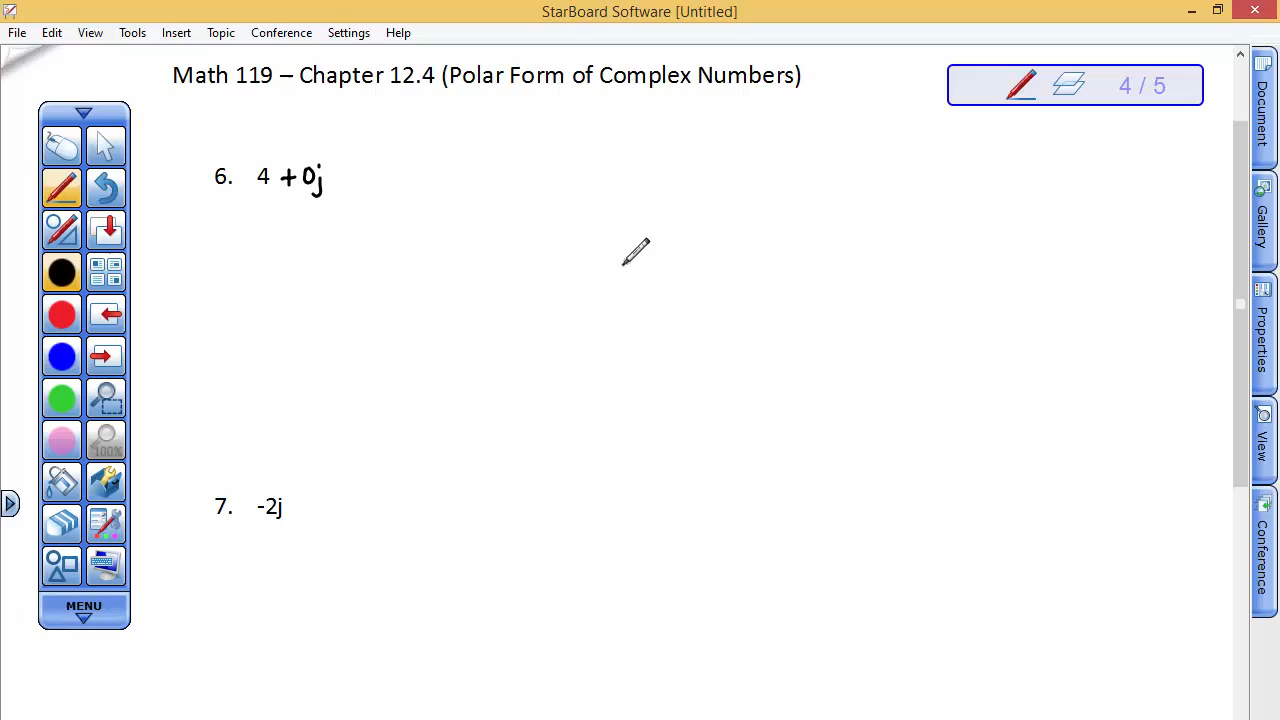 StarBoard Software [Untitled]
File Edit View Tools Insert Topic Conference Settings Help
Math 119 – Chapter 12.4 (Polar Form of Complex Numbers)
4 / 5
6. 4 +0j
7. -2j
100%
MENU
Document
Gallery
Properties
View
Conference